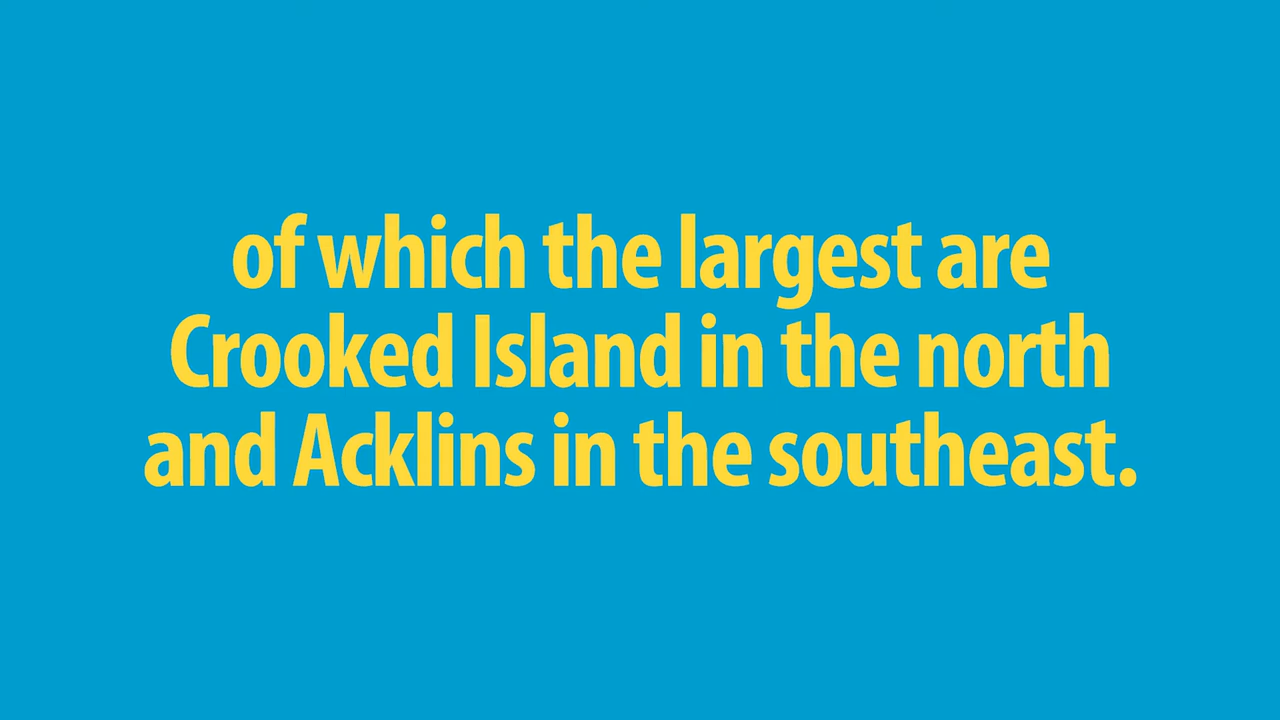 of which the largest are
Crooked Island in the north
and Acklins in the southeast.